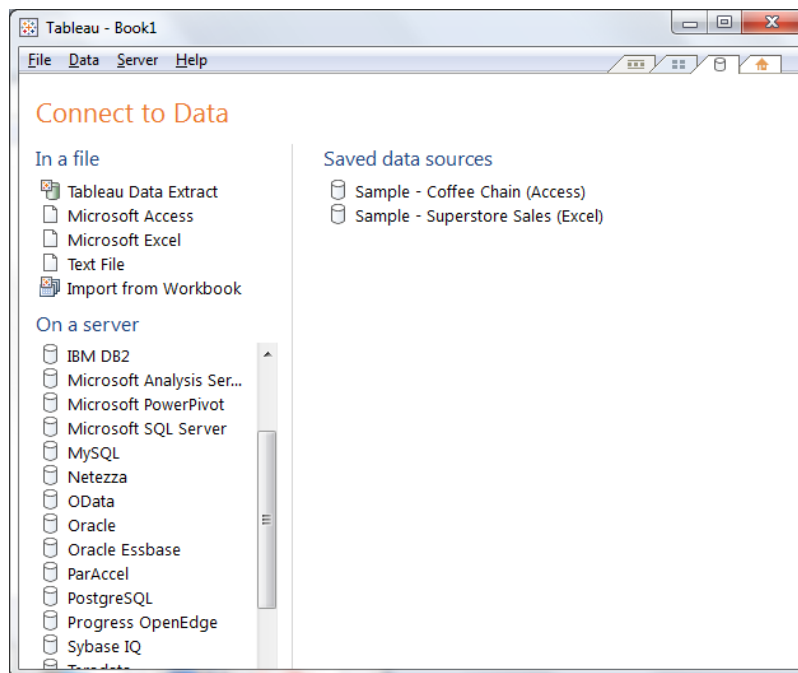 Tableau - Book1
File Data Server Help
Connect to Data
In a file
Tableau Data Extract
Microsoft Access
Microsoft Excel
Text File
Import from Workbook
On a server
IBM DB2
Microsoft Analysis Ser...
Microsoft PowerPivot
Microsoft SQL Server
MySQL
Netezza
OData
Oracle
Oracle Essbase
ParAccel
PostgreSQL
Progress OpenEdge
Sybase IQ
Saved data sources
Sample - Coffee Chain (Access)
Sample - Superstore Sales (Excel)